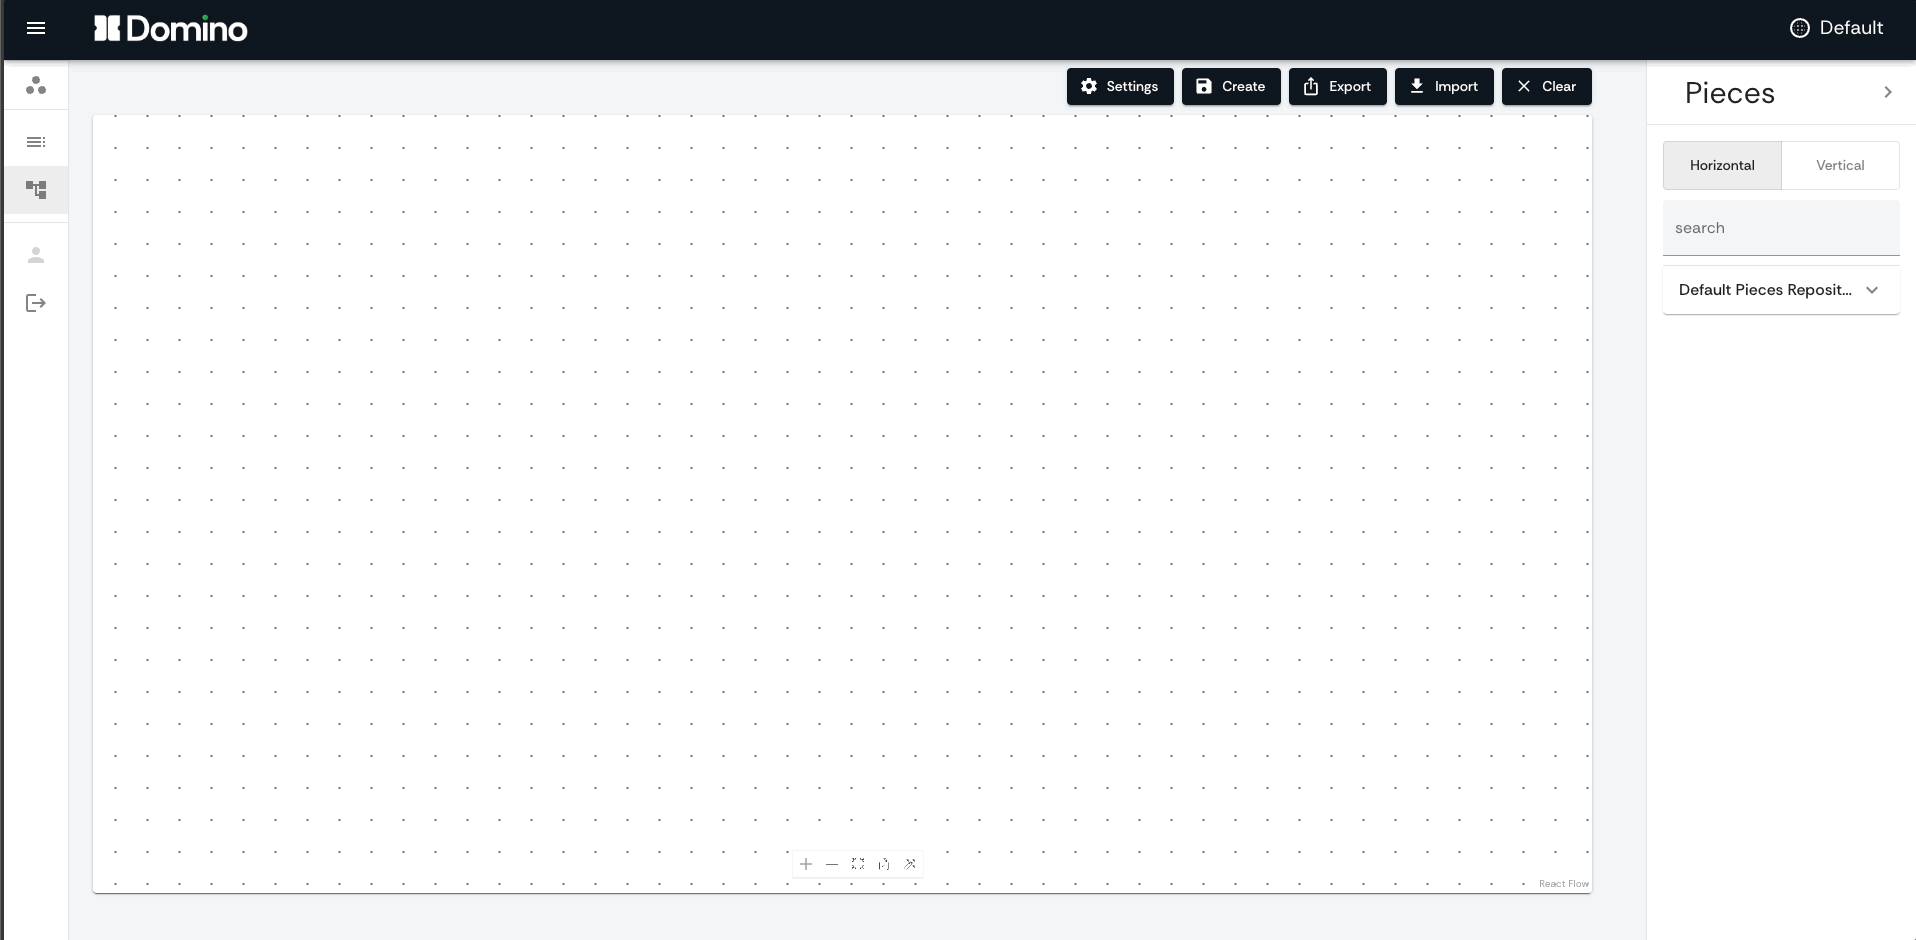 Domino
Default
Settings
Create
Export
Import
Clear
Pieces
Horizontal
Vertical
search
Default Pieces Reposit...
React Flow